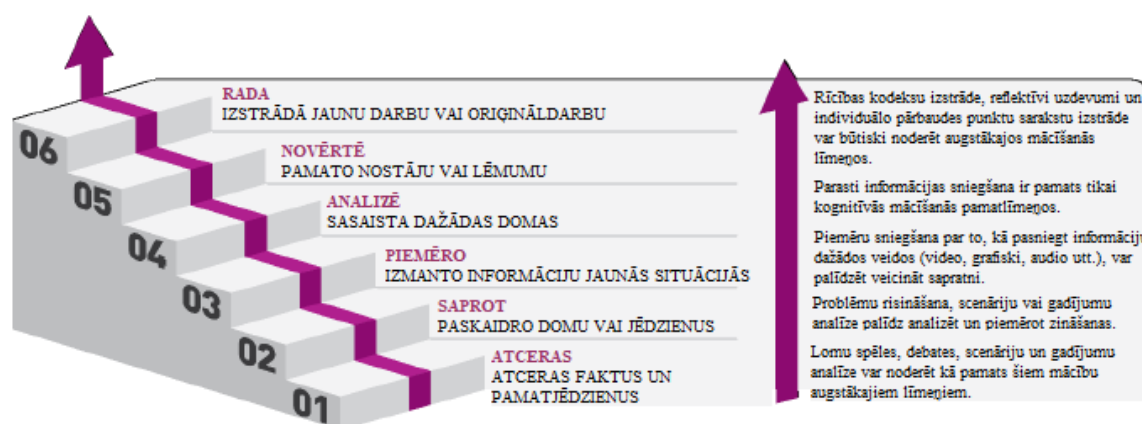 RADA
IZSTRĀDĀ JAUNU DARBU VAI ORIĢINĀLDARBU
06
NOVĒRTĒ
PAMATO NOSTĀJU VAI LĒMUMU
05
ANALIZĒ
SASAISTA DAŽĀDAS DOMAS
04
PIEMĒRO
IZMANTO INFORMĀCIJU JAUNĀS SITUĀCIJĀS
03
SAPROT
PASKAIDRO DOMU VAI JĒDZIENUS
02
ATCERAS
ATCERAS FAKTUS UN
PAMATJĒDZIENUS
01
Rīcības kodeksu izstrāde, reflektīvi uzdevumi un
individuālo pārbaudes punktu sarakstu izstrāde
var būtiski noderēt augstākajos mācīšanās
līmeņos.
Parasti informācijas sniegšana ir pamats tikai
kognitīvās mācīšanās pamatlīmeņos.
Piemēru sniegšana par to, kā pasniegt informāciju
dažādos veidos (video, grafiski, audio utt.), var
palīdzēt veicināt sapratni.
Problēmu risināšana, scenāriju vai gadījumu
analīze palīdz analizēt un piemērot zināšanas.
Lomu spēles, debates, scenāriju un gadījumu
analīze var noderēt kā pamats šiem mācību
augstākajiem līmeņiem.